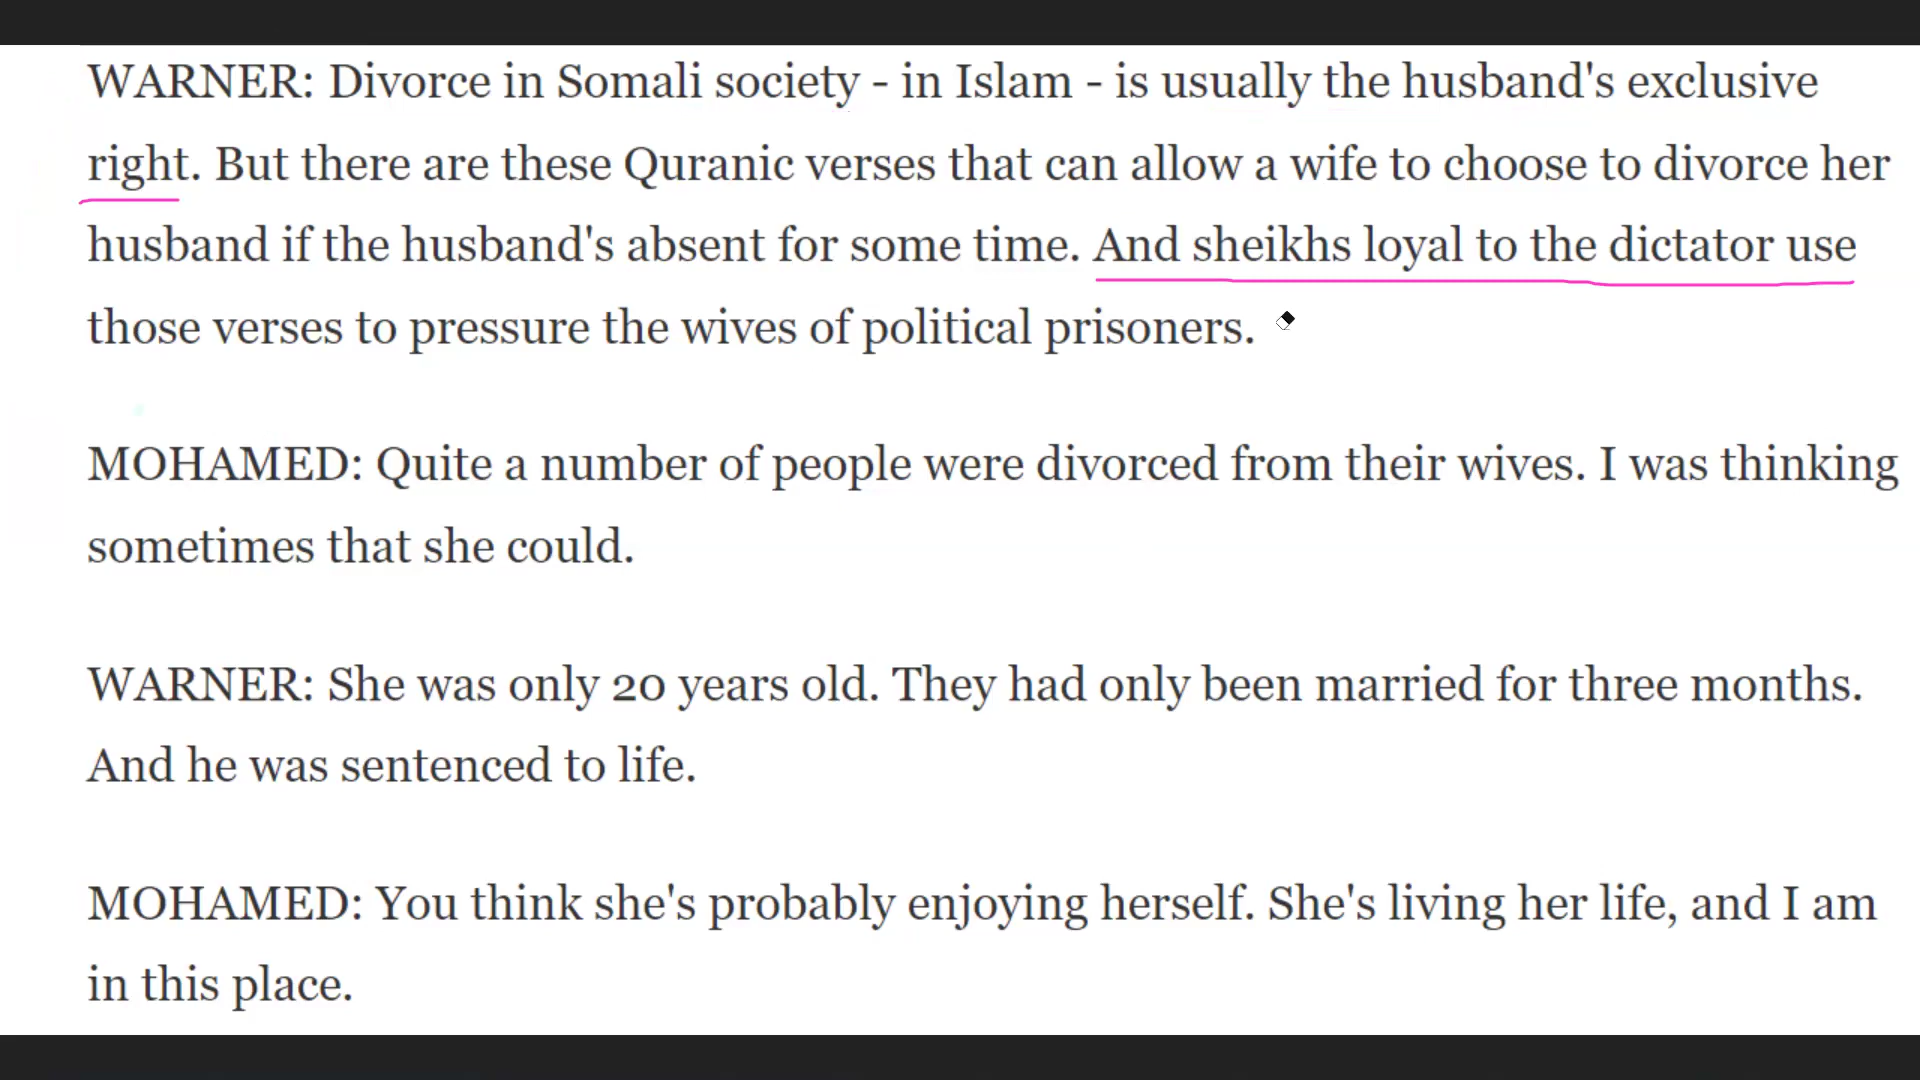 WARNER: Divorce in Somali society - in Islam - is usually the husband's exclusive
right. But there are these Quranic verses that can allow a wife to choose to divorce her
husband if the husband's absent for some time. And sheikhs loyal to the dictator use
those verses to pressure the wives of political prisoners.
MOHAMED: Quite a number of people were divorced from their wives. I was thinking
sometimes that she could.
WARNER: She was only 20 years old. They had only been married for three months.
And he was sentenced to life.
MOHAMED: You think she's probably enjoying herself. She's living her life, and I am
in this place.